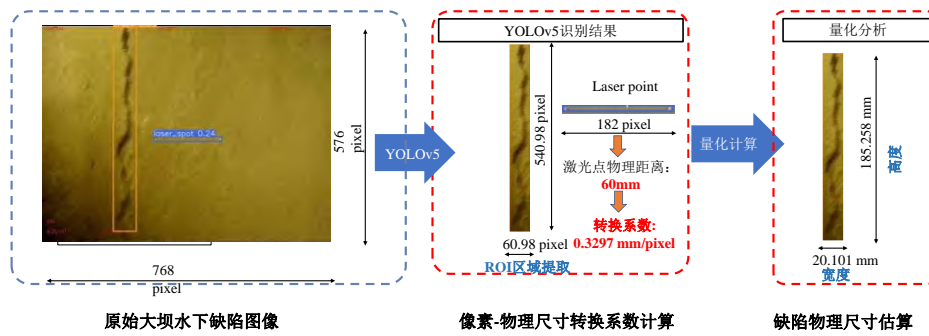 laser_spot 0.24
576
pixel
768
pixel
原始大坝水下缺陷图像
YOLOv5
YOLOv5识别结果
540.98 pixel
60.98 pixel
ROI区域提取
Laser point
182 pixel
激光点物理距离:
60mm
转换系数:
0.3297 mm/pixel
像素-物理尺寸转换系数计算
量化计算
量化分析
185.258 mm
高度
20.101 mm
宽度
缺陷物理尺寸估算